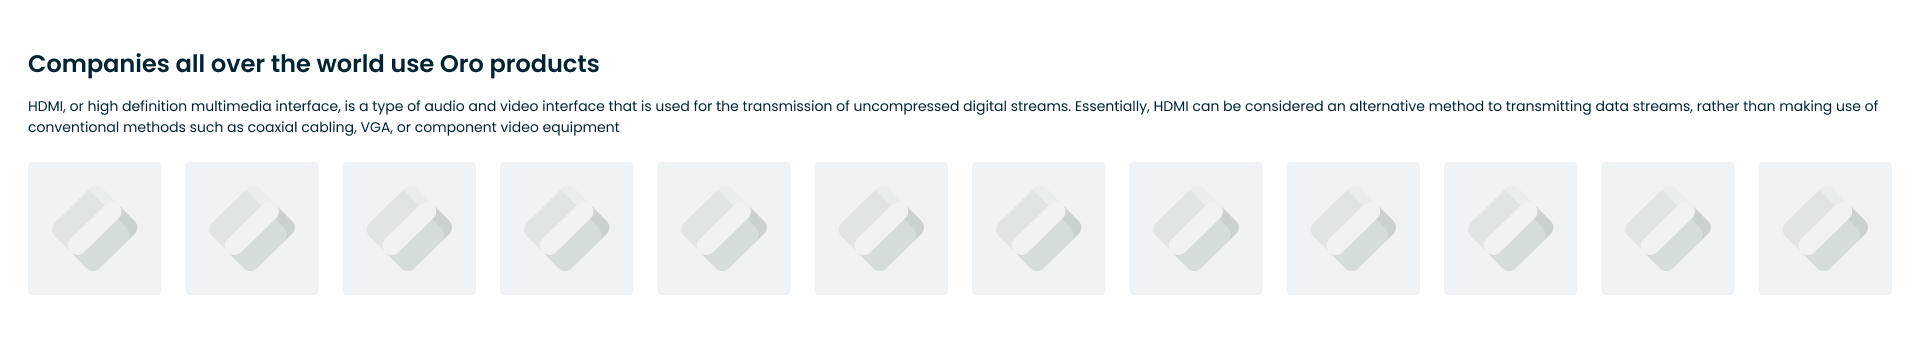 Companies all over the world use Oro products
HDMI, or high definition multimedia interface, is a type of audio and video interface that is used for the transmission of uncompressed digital streams. Essentially, HDMI can be considered an alternative method to transmitting data streams, rather than making use of
conventional methods such as coaxial cabling, VGA, or component video equipment